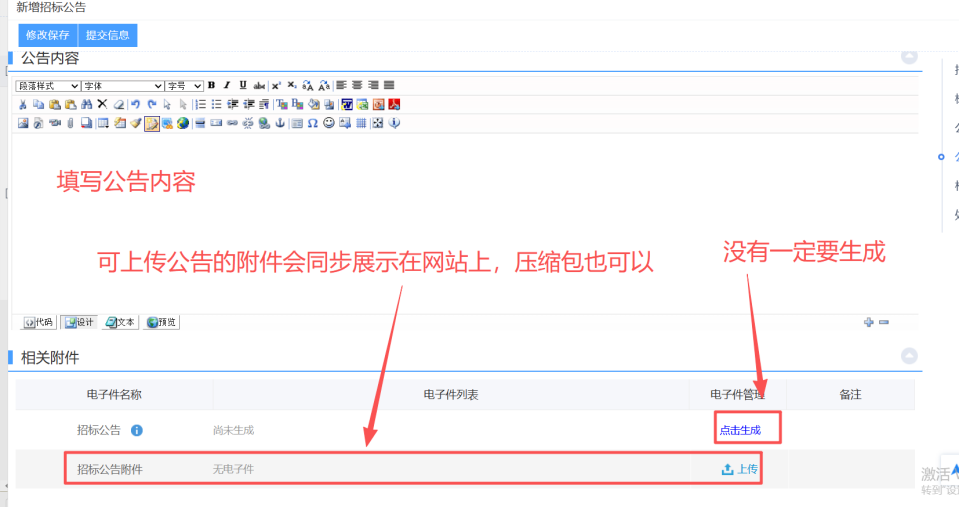 新增招标公告
修改保存 提交信息
公告内容
段落样式 字体 字号
填写公告内容
可上传公告的附件会同步展示在网站上，压缩包也可以
没有一定要生成
代码 设计 文本 预览
相关附件
电子件名称 电子件列表 电子件管理 备注
招标公告 尚未生成 点击生成
招标公告附件 无电子件 上传
激活
转到"设